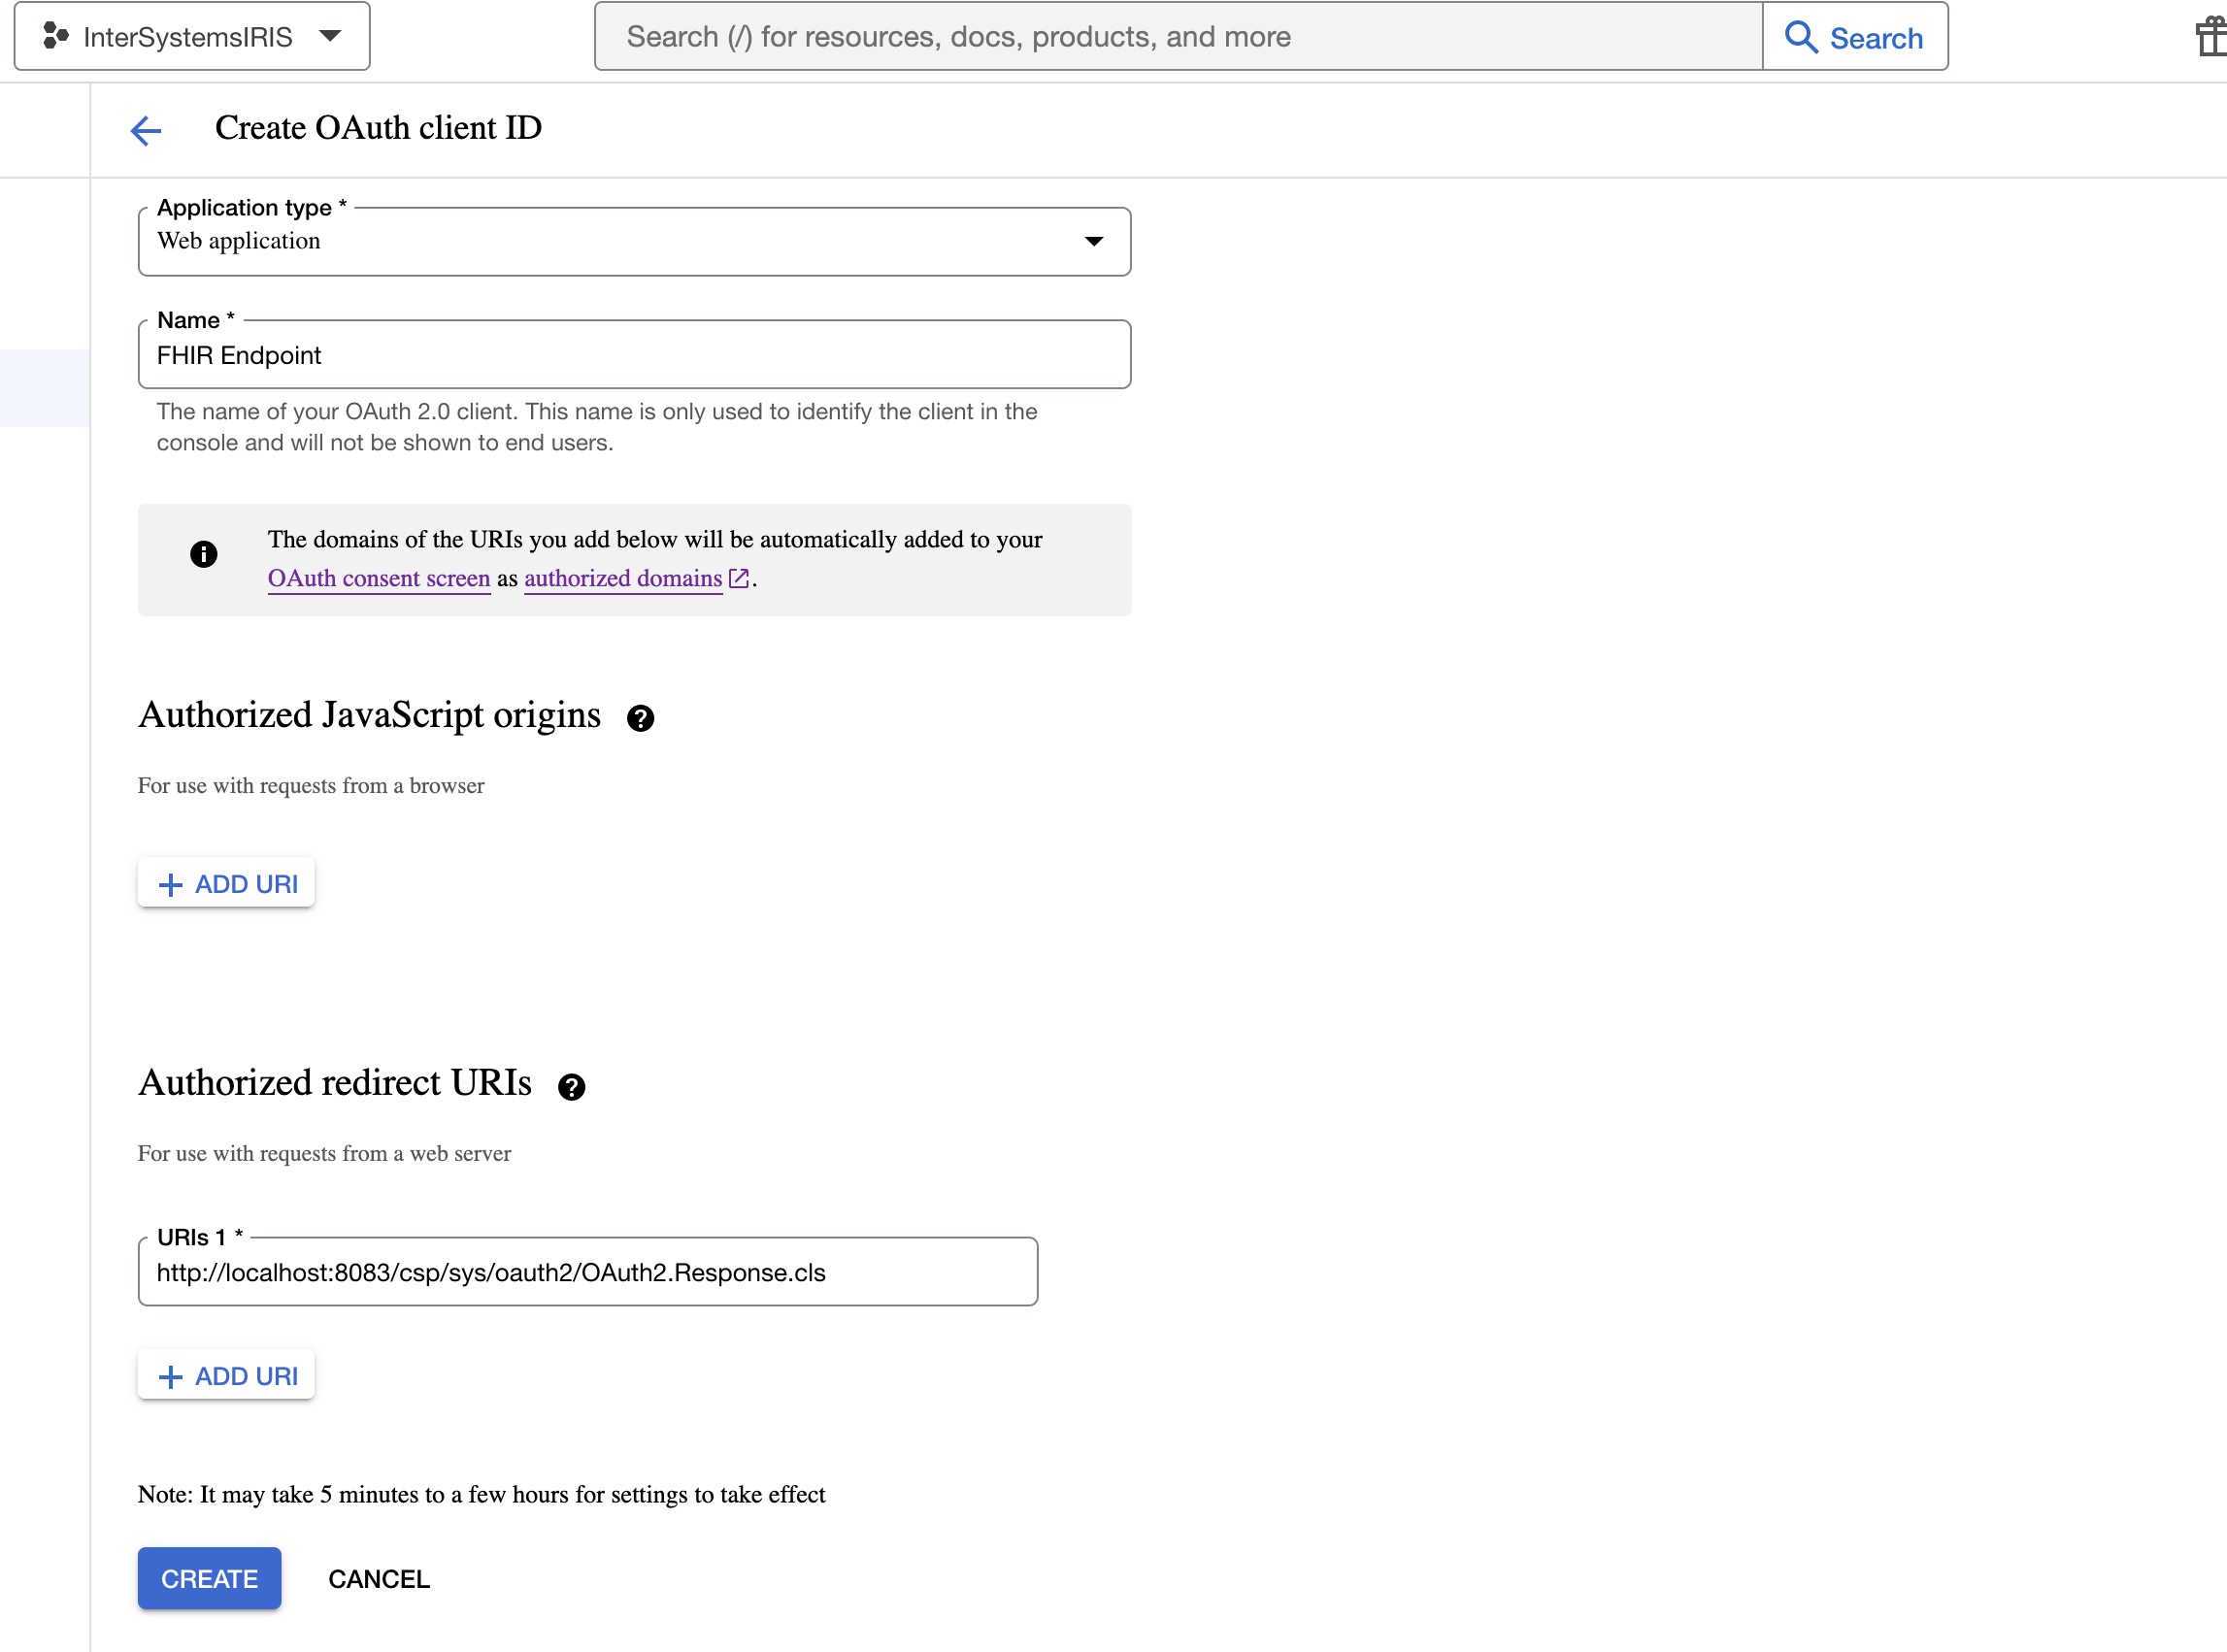 InterSystemsIRIS
Search (/) for resources, docs, products, and more
Search
Create OAuth client ID
Application type *
Web application
Name *
FHIR Endpoint
The name of your OAuth 2.0 client. This name is only used to identify the client in the
console and will not be shown to end users.
The domains of the URIs you add below will be automatically added to your
OAuth consent screen as authorized domains.
Authorized JavaScript origins
For use with requests from a browser
+ ADD URI
Authorized redirect URIs
For use with requests from a web server
URIs 1 *
http://localhost:8083/csp/sys/oauth2/OAuth2.Response.cls
+ ADD URI
Note: It may take 5 minutes to a few hours for settings to take effect
CREATE
CANCEL